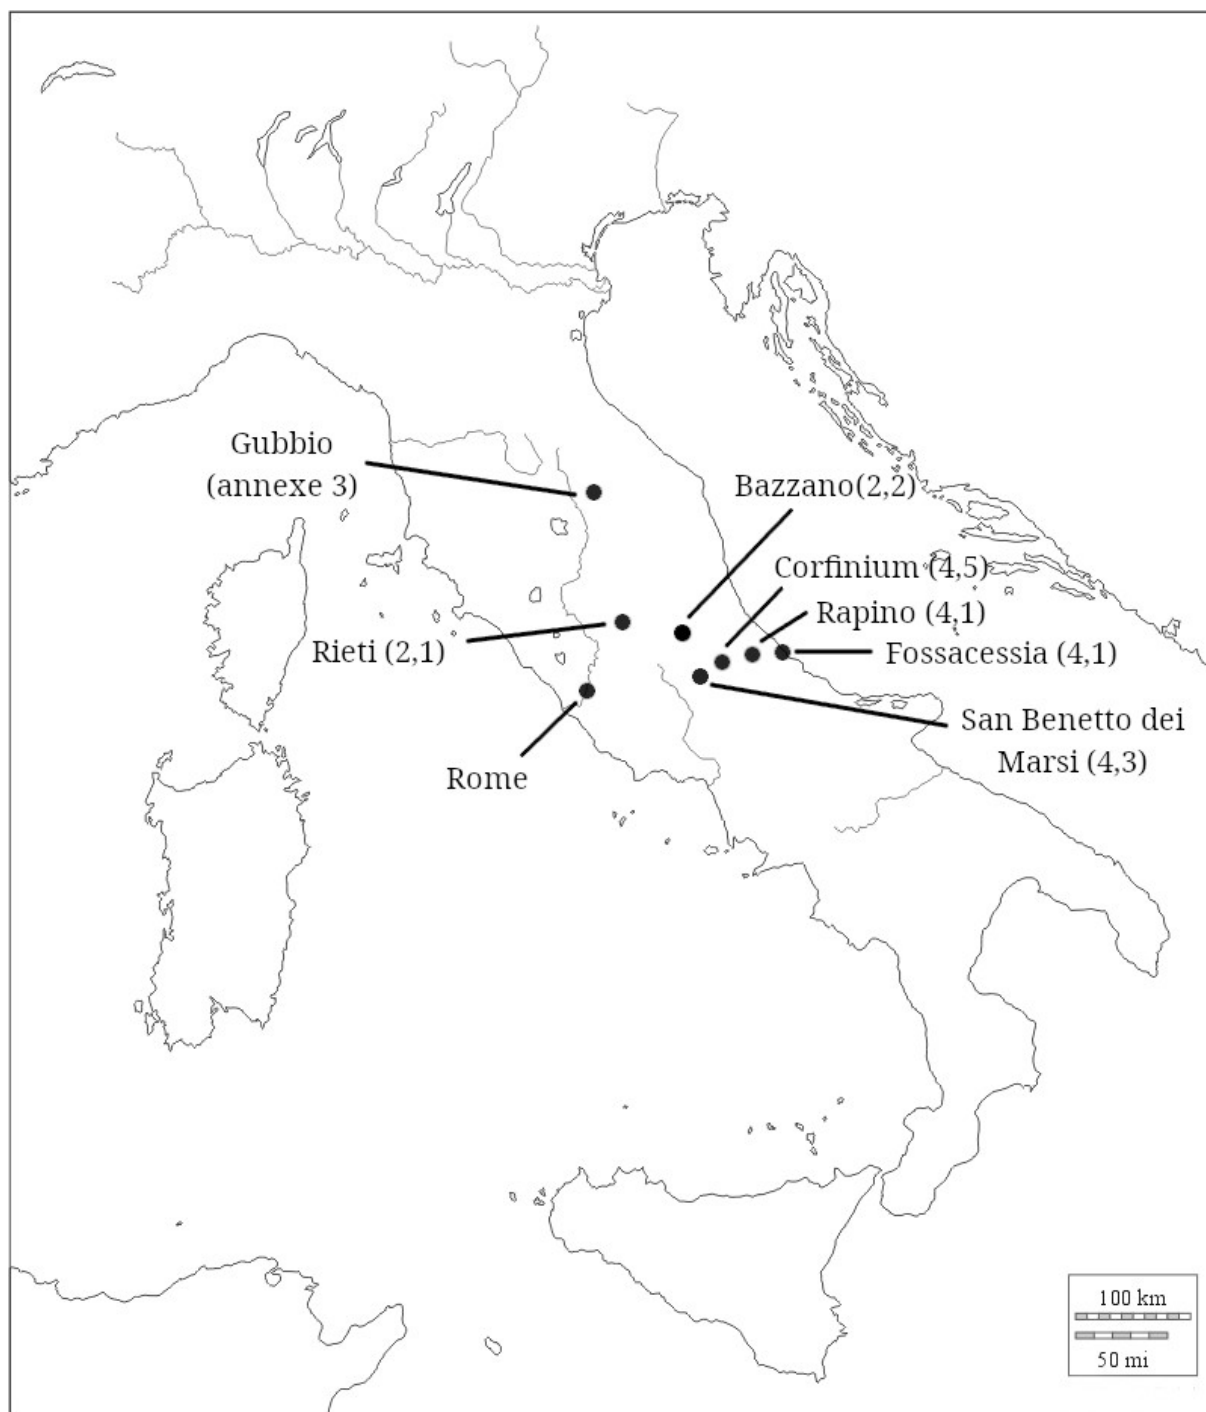 Gubbio
(annexe 3)
Bazzano(2,2)
Corfinium (4,5)
Rapino (4,1)
Rieti (2,1)
Fossacessia (4,1)
San Benetto dei
Marsi (4,3)
Rome
100 km
50 mi